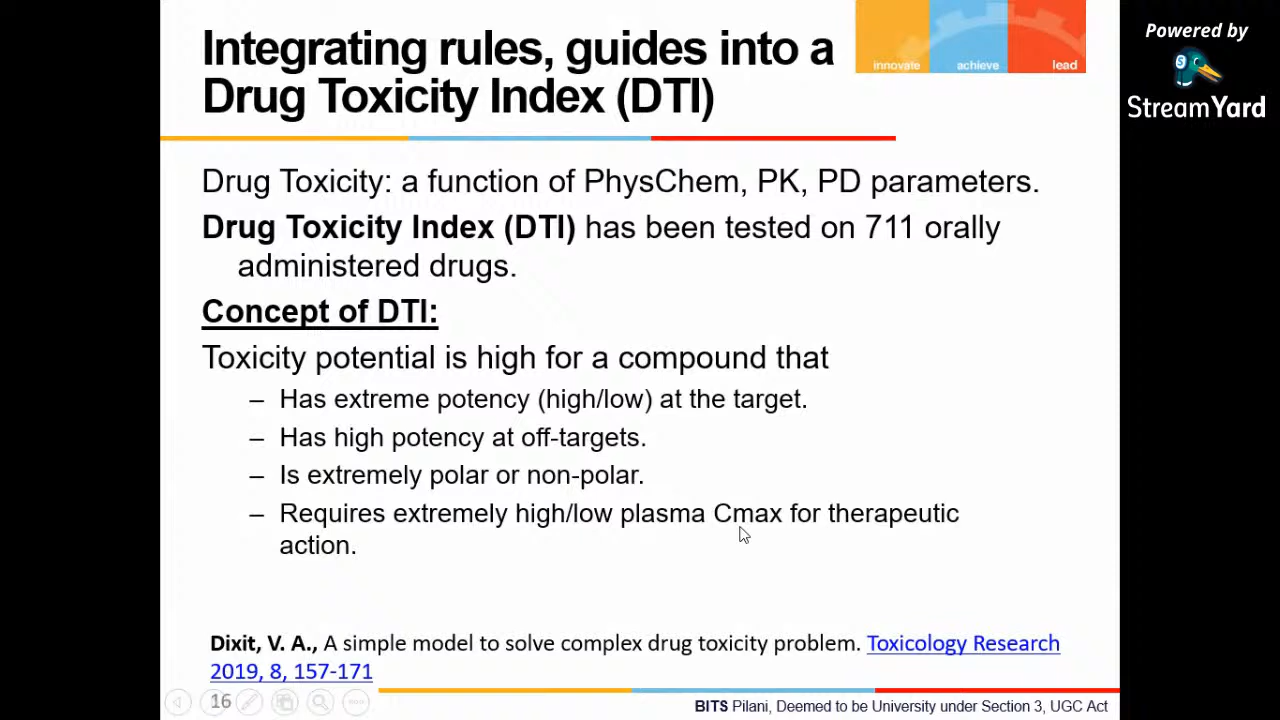 Integrating rules, guides into a
Drug Toxicity Index (DTI)
innovate achieve lead
Powered by
StreamYard
Drug Toxicity: a function of PhysChem, PK, PD parameters.
Drug Toxicity Index (DTI) has been tested on 711 orally
administered drugs.
Concept of DTI:
Toxicity potential is high for a compound that
– Has extreme potency (high/low) at the target.
– Has high potency at off-targets.
– Is extremely polar or non-polar.
– Requires extremely high/low plasma Cmax for therapeutic
action.
Dixit, V. A., A simple model to solve complex drug toxicity problem. Toxicology Research
2019, 8, 157-171
16
BITS Pilani, Deemed to be University under Section 3, UGC Act